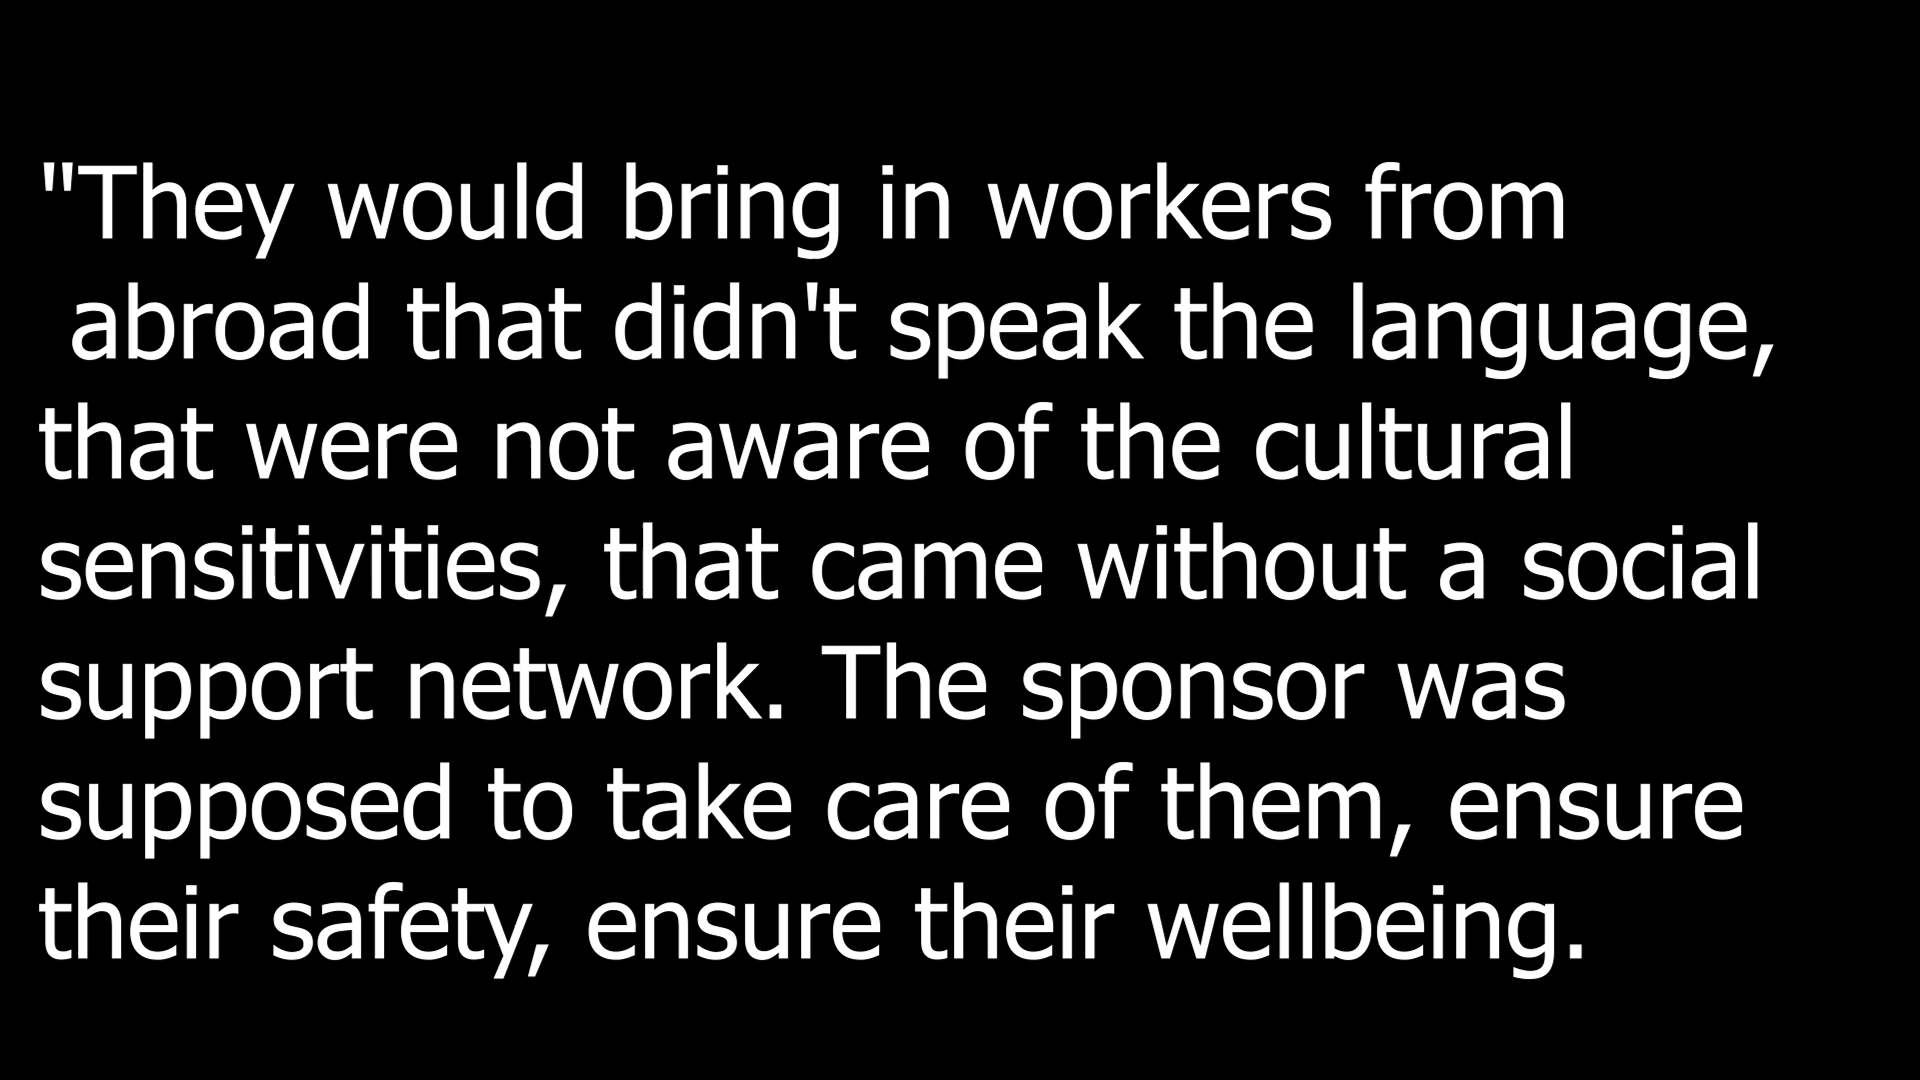 "They would bring in workers from
abroad that didn't speak the language,
that were not aware of the cultural
sensitivities, that came without a social
support network. The sponsor was
supposed to take care of them, ensure
their safety, ensure their wellbeing.